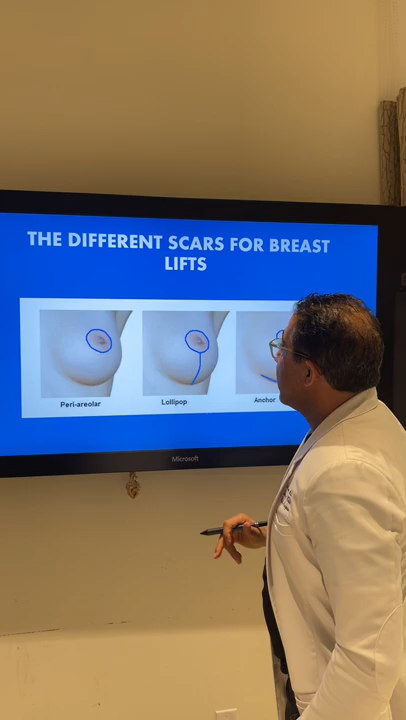 THE DIFFERENT SCARS FOR BREAST
LIFTS
Peri-areolar
Lollipop
Anchor
Microsoft